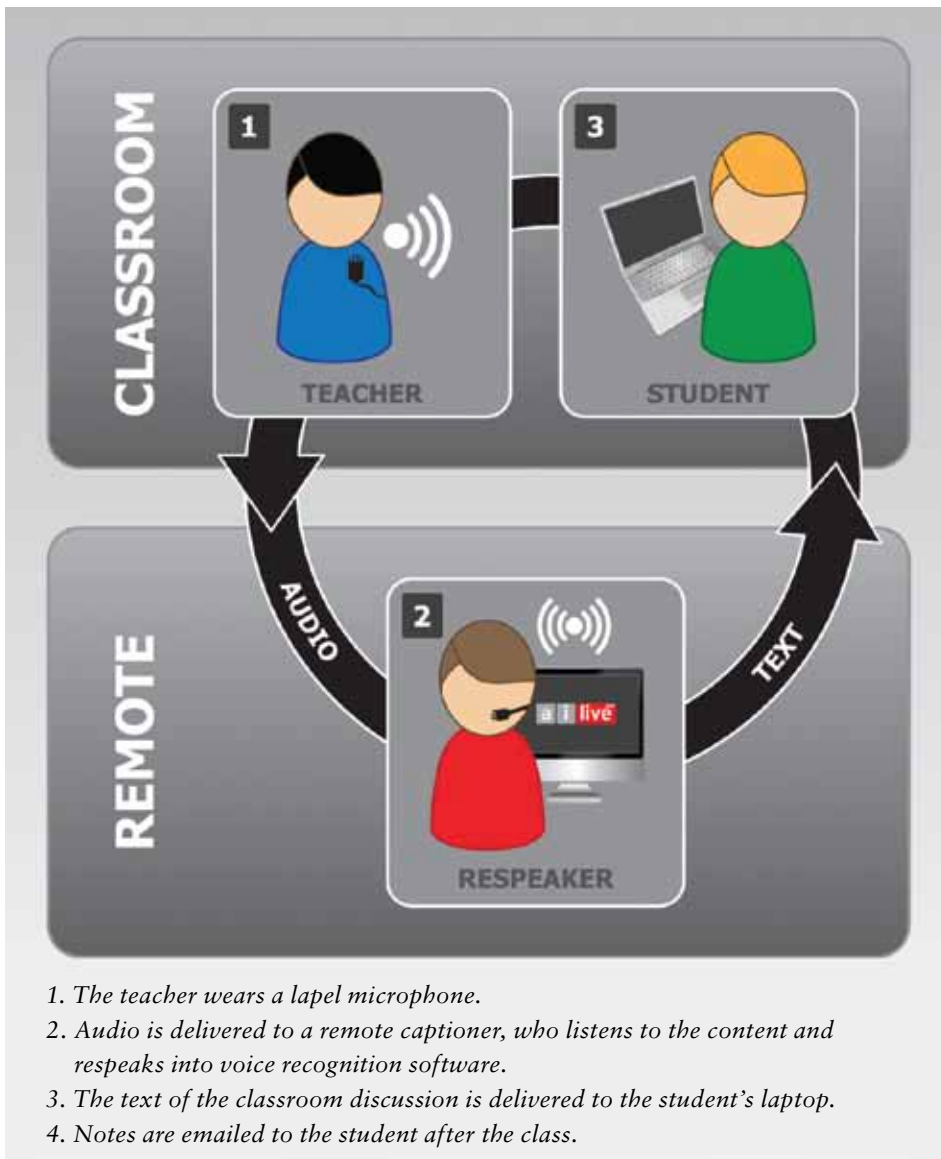 CLASSROOM
1
TEACHER
3
STUDENT
AUDIO
TEXT
REMOTE
2
ai live
RESPEAKER
1. The teacher wears a lapel microphone.
2. Audio is delivered to a remote captioner, who listens to the content and
respeaks into voice recognition software.
3. The text of the classroom discussion is delivered to the student's laptop.
4. Notes are emailed to the student after the class.